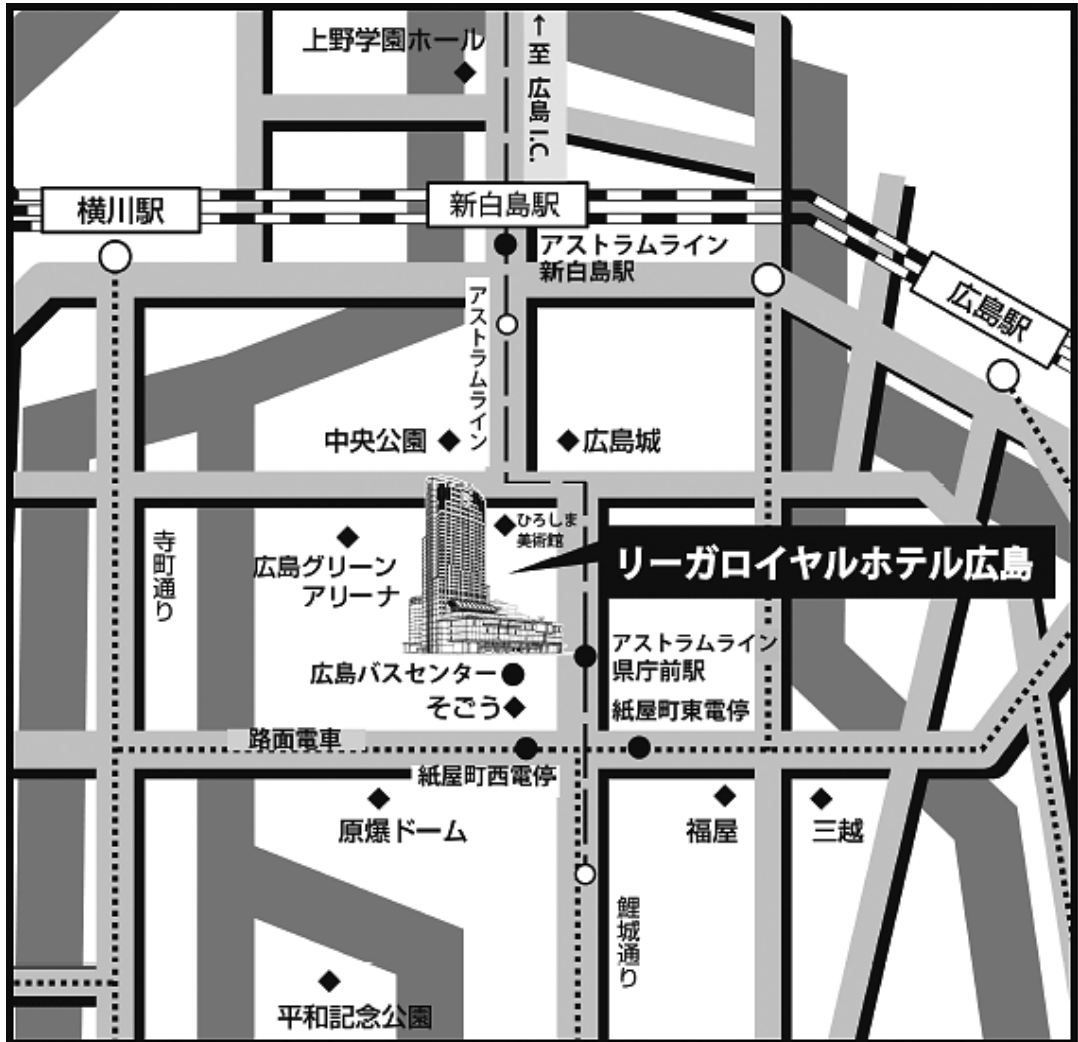 上野学園ホール
↑至 広島I.C.
横川駅
新白島駅
アストラムライン
新白島駅
広島駅
アストラムライン
中央公園
広島城
ひろしま
美術館
寺町通り
広島グリーン
アリーナ
リーガロイヤルホテル広島
アストラムライン
県庁前駅
広島バスセンター
そごう
紙屋町東電停
路面電車
紙屋町西電停
原爆ドーム
福屋
三越
鯉城通り
平和記念公園